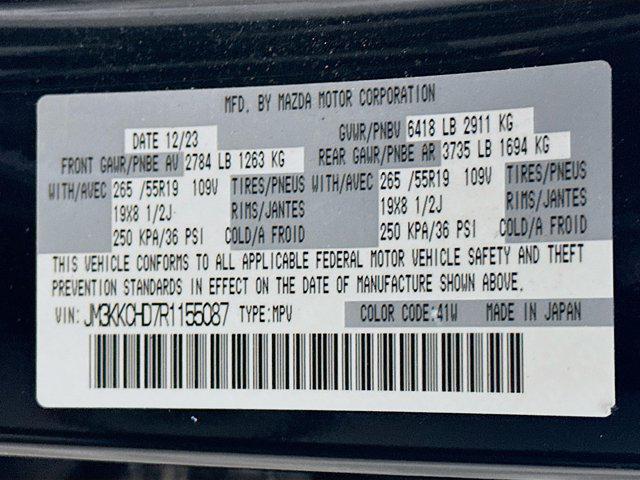 MFD. BY MAZDA MOTOR CORPORATION
DATE 12/23 GVWR/PNBV 6418 LB 2911 KG
FRONT GAWR/PNBE AV 2784 LB 1263 KG REAR GAWR/PNBE AR 3735 LB 1694 KG
WITH/AVEC 265 /55R19 109V TIRES/PNEUS WITH/AVEC 265 /55R19 109V TIRES/PNEUS
19X8 1/2J RIMS/JANTES 19X8 1/2J RIMS/JANTES
250 KPA/36 PSI COLD/A FROID 250 KPA/36 PSI COLD/A FROID
THIS VEHICLE CONFORMS TO ALL APPLICABLE FEDERAL MOTOR VEHICLE SAFETY AND THEFT
PREVENTION STANDARDS IN EFFECT ON THE DATE OF MANUFACTURE SHOWN ABOVE.
VIN: JM3KKCHD7R1155087 TYPE:MPV COLOR CODE:41W MADE IN JAPAN